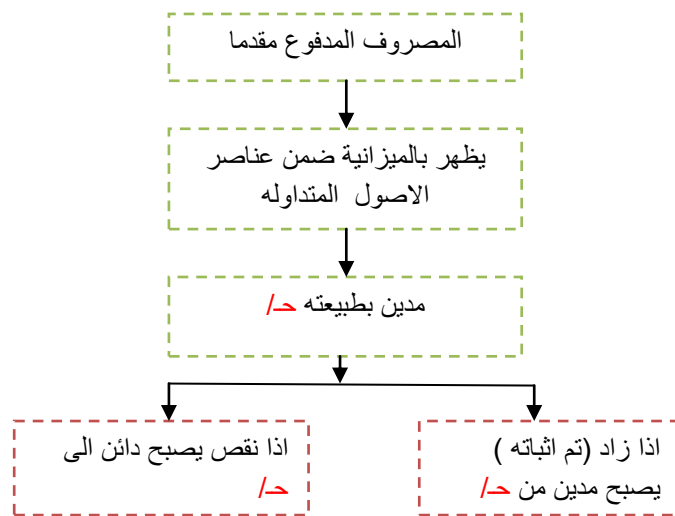 المصروف المدفوع مقدما
يظهر بالميزانية ضمن عناصر
الاصول المتداوله
مدين بطبيعته حـ/
اذا زاد (تم اثباته )
يصبح مدين من حـ/
اذا نقص يصبح دائن الى
حـ/